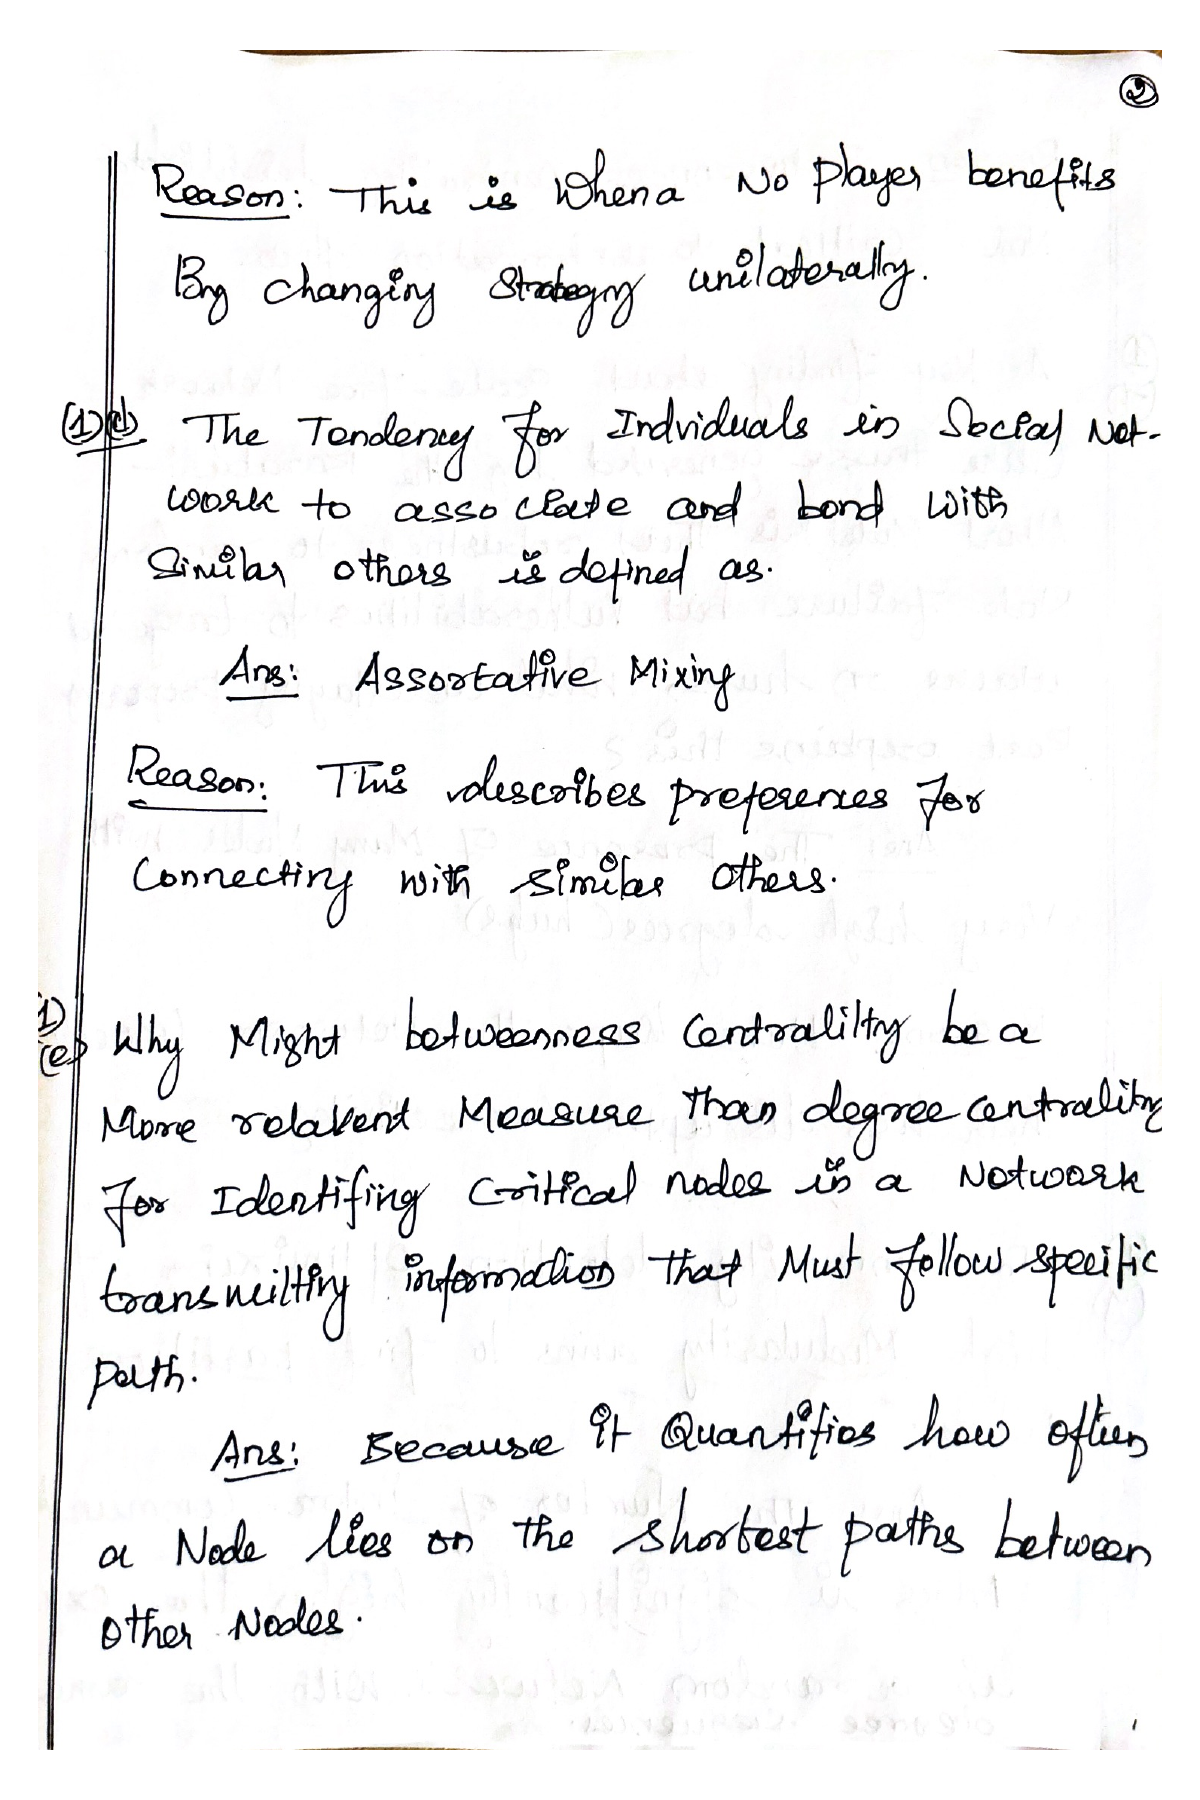 2
Reason: This is When a No player benefits
By changing Strategy unilaterally.
(1)(d) The Tendency for Individuals in Social Net-
work to associate and bond with
Similar others is defined as.
Ans: Assortative Mixing
Reason: This describes preferences for
Connecting with similar others.
(1)
(e) Why Might betweenness Centralilty be a
More relavent Measure than degree centrality
for Identifing Critical nodes in a Network
transmitting information that Must follow specific
path.
Ans: Because it Quantifies how often
a Node lies on the shortest paths between
other Nodes.